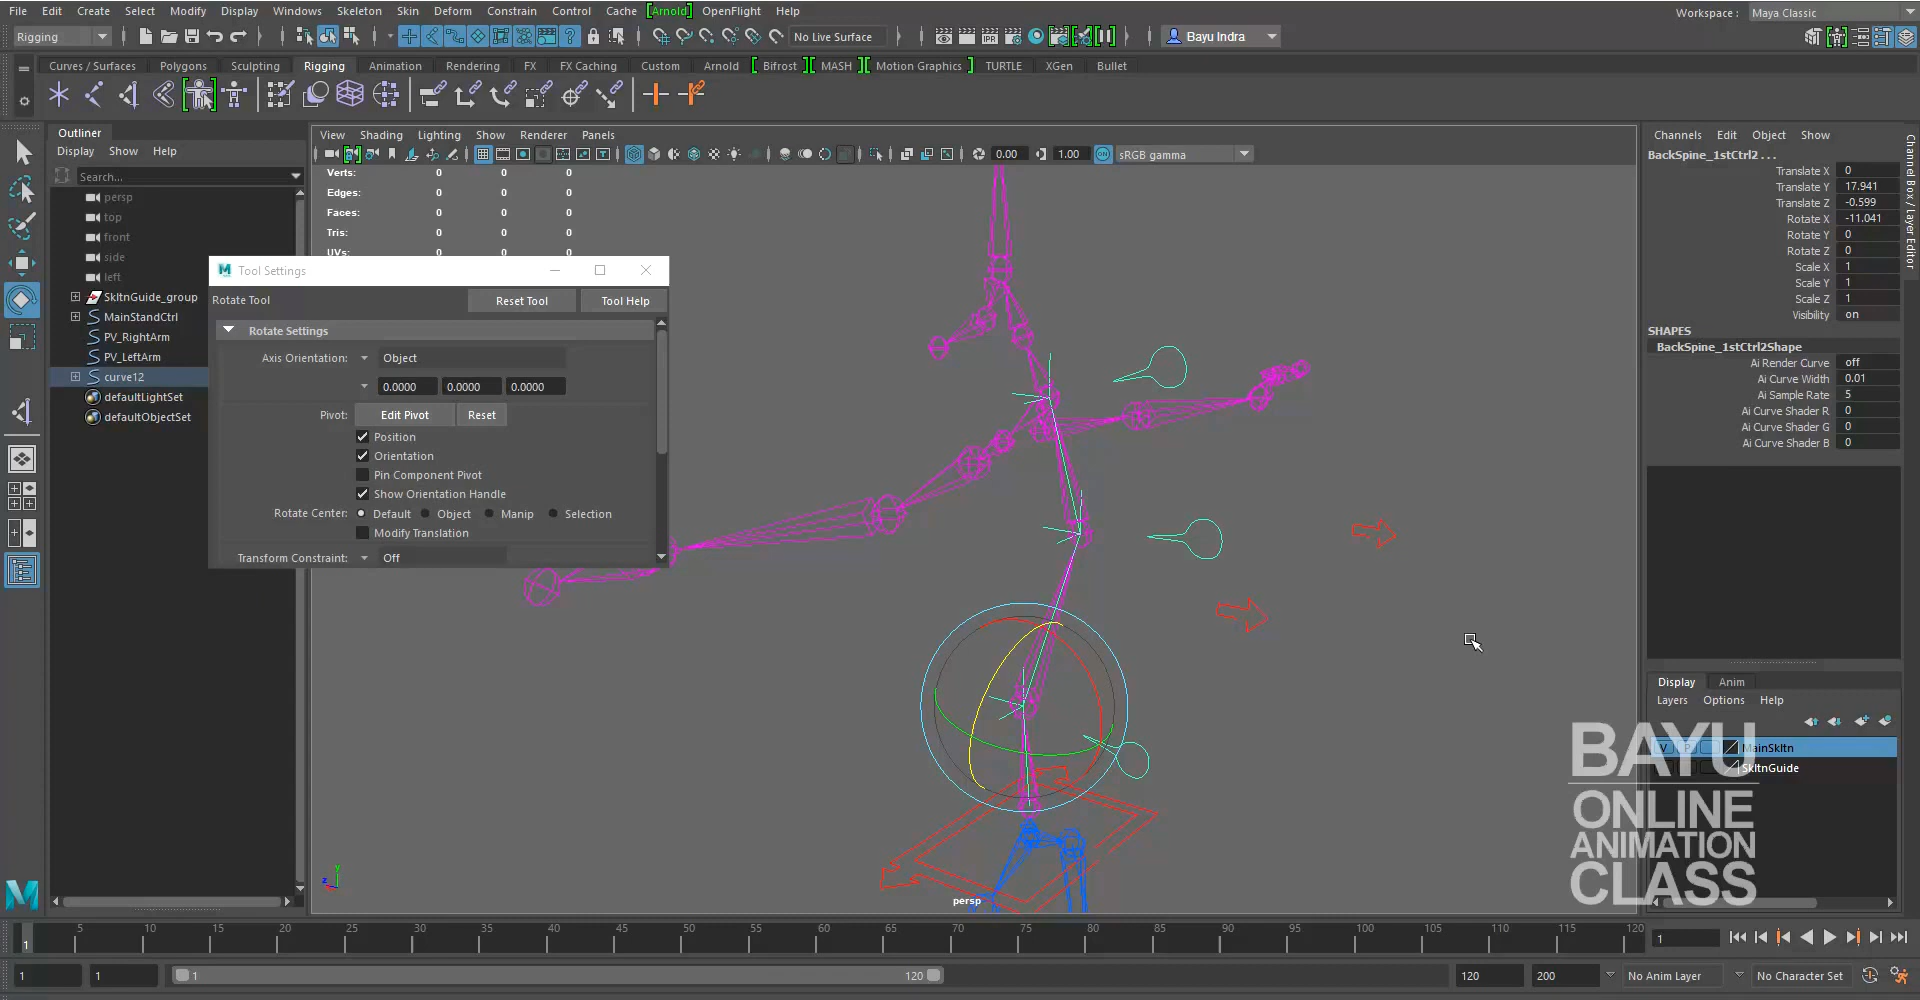 File Edit Create Select Modify Display Windows Skeleton Skin Deform Constrain Control Cache [Arnold] OpenFlight Help
Workspace : Maya Classic
Rigging
No Live Surface
Bayu Indra
Curves / Surfaces Polygons Sculpting Rigging Animation Rendering FX FX Caching Custom Arnold Bifrost MASH Motion Graphics TURTLE XGen Bullet
Outliner
Display Show Help
Search...
persp
top
front
side
left
SkltnGuide_group
MainStandCtrl
PV_RightArm
PV_LeftArm
curve12
defaultLightSet
defaultObjectSet
View Shading Lighting Show Renderer Panels
0.00 1.00 ON sRGB gamma
Verts: 0 0 0
Edges: 0 0 0
Faces: 0 0 0
Tris: 0 0 0
UVs: 0 0 0
M Tool Settings
Rotate Tool Reset Tool Tool Help
Rotate Settings
Axis Orientation: Object
0.0000 0.0000 0.0000
Pivot: Edit Pivot Reset
Position
Orientation
Pin Component Pivot
Show Orientation Handle
Rotate Center: Default Object Manip Selection
Modify Translation
Transform Constraint: Off
y
z
persp
Channels Edit Object Show
BackSpine_1stCtrl2 . . .
Translate X 0
Translate Y 17.941
Translate Z -0.599
Rotate X -11.041
Rotate Y 0
Rotate Z 0
Scale X 1
Scale Y 1
Scale Z 1
Visibility on
SHAPES
BackSpine_1stCtrl2Shape
Ai Render Curve off
Ai Curve Width 0.01
Ai Sample Rate 5
Ai Curve Shader R 0
Ai Curve Shader G 0
Ai Curve Shader B 0
Channel Box / Layer Editor
Display Anim
Layers Options Help
V P MainSkltn
SkltnGuide
BAYU
ONLINE
ANIMATION
CLASS
M
1 5 10 15 20 25 30 35 40 45 50 55 60 65 70 75 80 85 90 95 100 105 110 115 120
1
1 1 1 120 120 200 No Anim Layer No Character Set